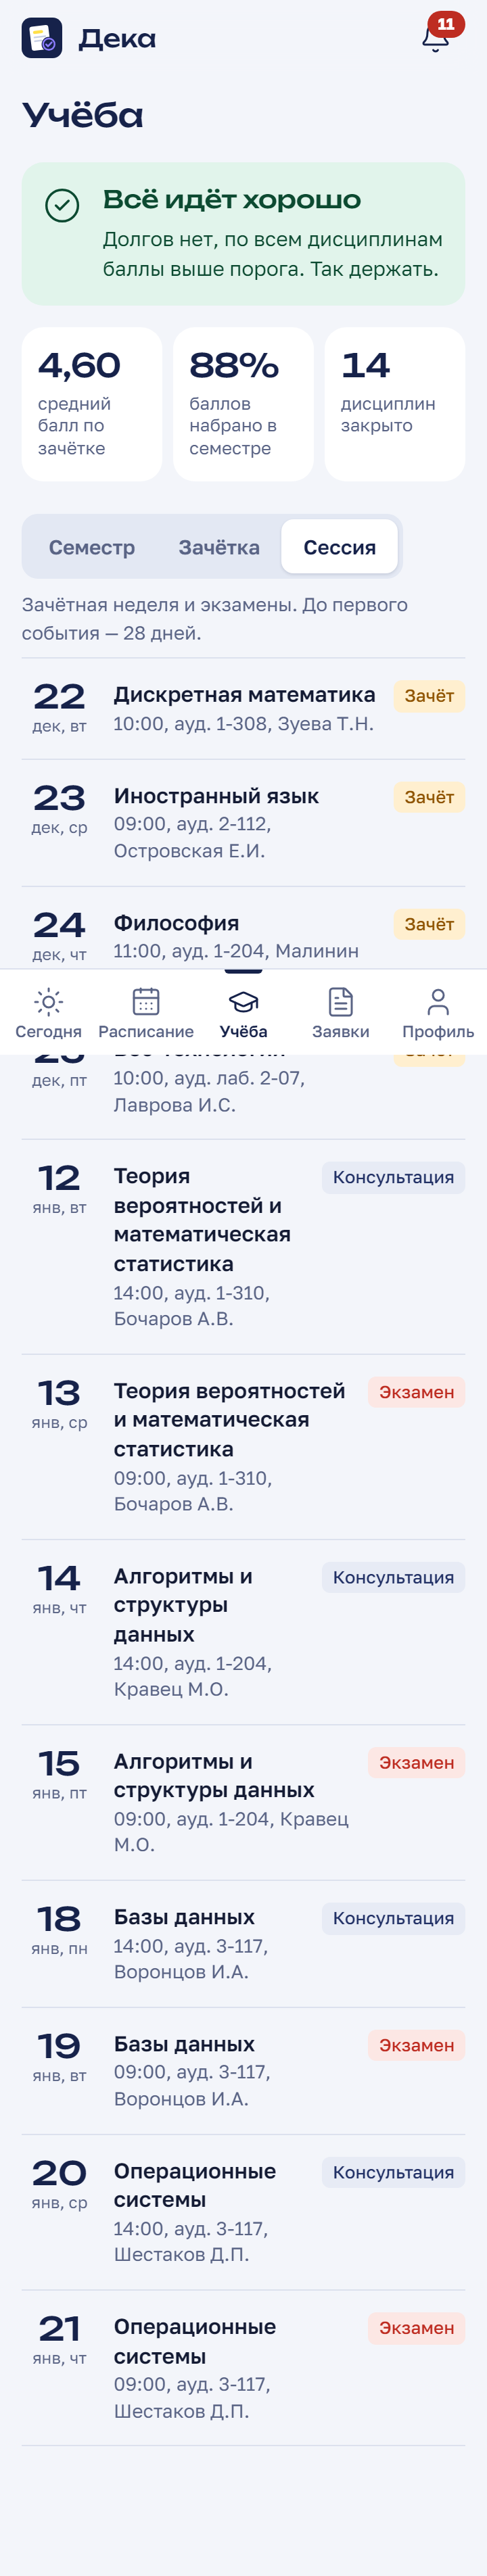 Дека
11
Учёба
Всё идёт хорошо
Долгов нет, по всем дисциплинам
баллы выше порога. Так держать.
4,60
средний
балл по
зачётке
88%
баллов
набрано в
семестре
14
дисциплин
закрыто
Семестр
Зачётка
Сессия
Зачётная неделя и экзамены. До первого
события — 28 дней.
22
дек, вт
Дискретная математика
10:00, ауд. 1-308, Зуева Т.Н.
Зачёт
23
дек, ср
Иностранный язык
09:00, ауд. 2-112,
Островская Е.И.
Зачёт
24
дек, чт
Философия
11:00, ауд. 1-204, Малинин
Зачёт
Сегодня
Расписание
Учёба
Заявки
Профиль
дек, пт
10:00, ауд. лаб. 2-07,
Лаврова И.С.
12
янв, вт
Теория
вероятностей и
математическая
статистика
14:00, ауд. 1-310,
Бочаров А.В.
Консультация
13
янв, ср
Теория вероятностей
и математическая
статистика
09:00, ауд. 1-310,
Бочаров А.В.
Экзамен
14
янв, чт
Алгоритмы и
структуры
данных
14:00, ауд. 1-204,
Кравец М.О.
Консультация
15
янв, пт
Алгоритмы и
структуры данных
09:00, ауд. 1-204, Кравец
М.О.
Экзамен
18
янв, пн
Базы данных
14:00, ауд. 3-117,
Воронцов И.А.
Консультация
19
янв, вт
Базы данных
09:00, ауд. 3-117,
Воронцов И.А.
Экзамен
20
янв, ср
Операционные
системы
14:00, ауд. 3-117,
Шестаков Д.П.
Консультация
21
янв, чт
Операционные
системы
09:00, ауд. 3-117,
Шестаков Д.П.
Экзамен